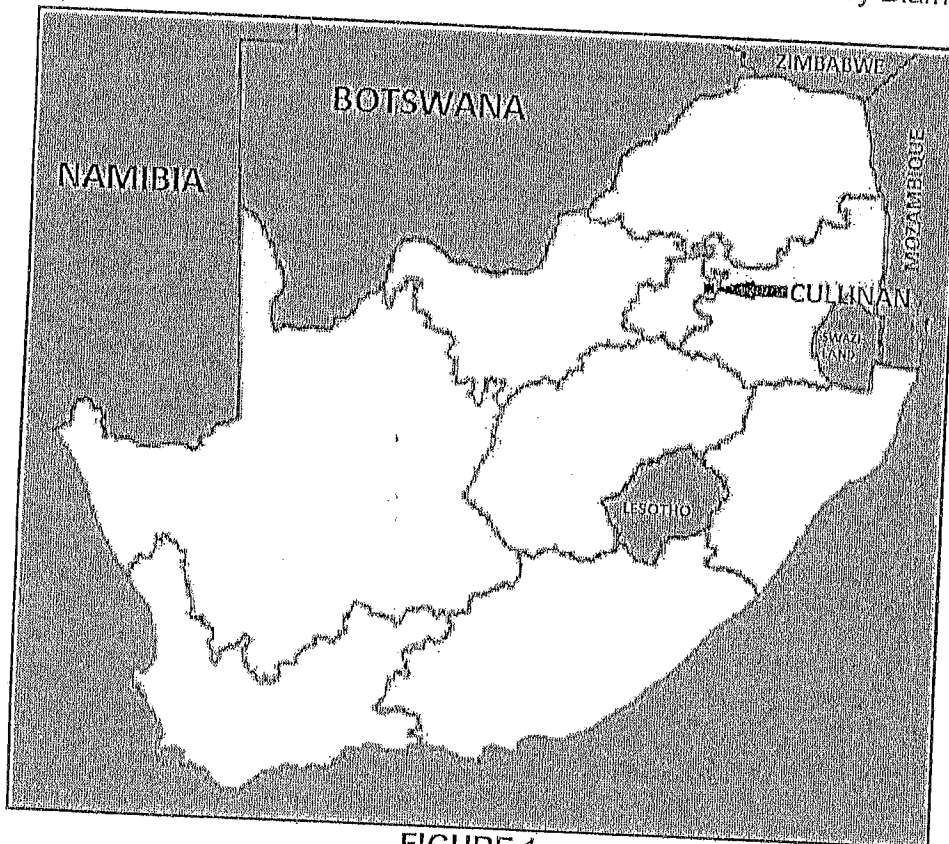 ZIMBABWE
BOTSWANA
NAMIBIA
MOZAMBIQUE
CULLINAN
SWAZI
LAND
LESOTHO
FIGURE 1